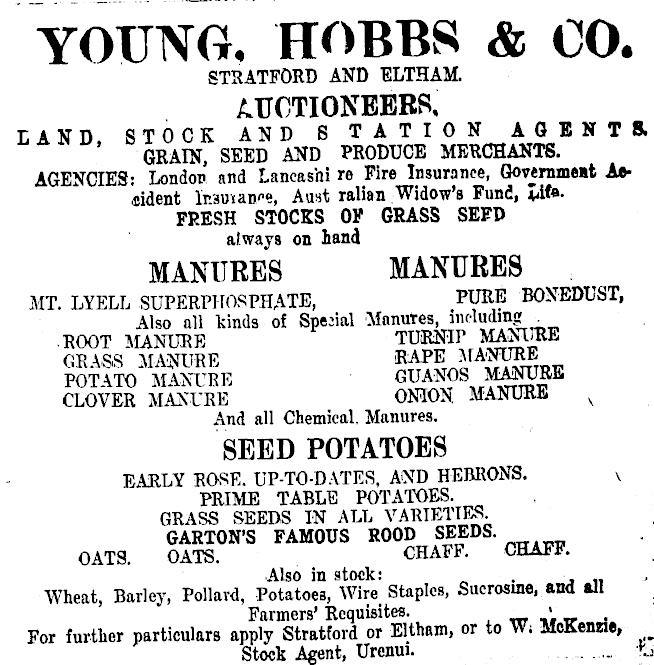 YOUNG, HOBBS & CO.
STRATFORD AND ELTHAM.
AUCTIONEERS,
LAND, STOCK AND STATION AGENTS.
GRAIN, SEED AND PRODUCE MERCHANTS.
AGENCIES: London and Lancashire Fire Insurance, Government Ac-
cident Insurance, Australian Widow's Fund, Life.
FRESH STOCKS OF GRASS SEED
always on hand
MANURES MANURES
MT. LYELL SUPERPHOSPHATE, PURE BONEDUST,
Also all kinds of Special Manures, including
ROOT MANURE TURNIP MANURE
GRASS MANURE RAPE MANURE
POTATO MANURE GUANOS MANURE
CLOVER MANURE ONION MANURE
And all Chemical. Manures.
SEED POTATOES
EARLY ROSE. UP-TO-DATES, AND HEBRONS.
PRIME TABLE POTATOES.
GRASS SEEDS IN ALL VARIETIES.
GARTON'S FAMOUS ROOD SEEDS.
OATS. OATS. CHAFF. CHAFF.
Also in stock:
Wheat, Barley, Pollard, Potatoes, Wire Staples, Sucrosine, and all
Farmers' Requisites.
For further particulars apply Stratford or Eltham, or to W. McKenzie,
Stock Agent, Urenui.